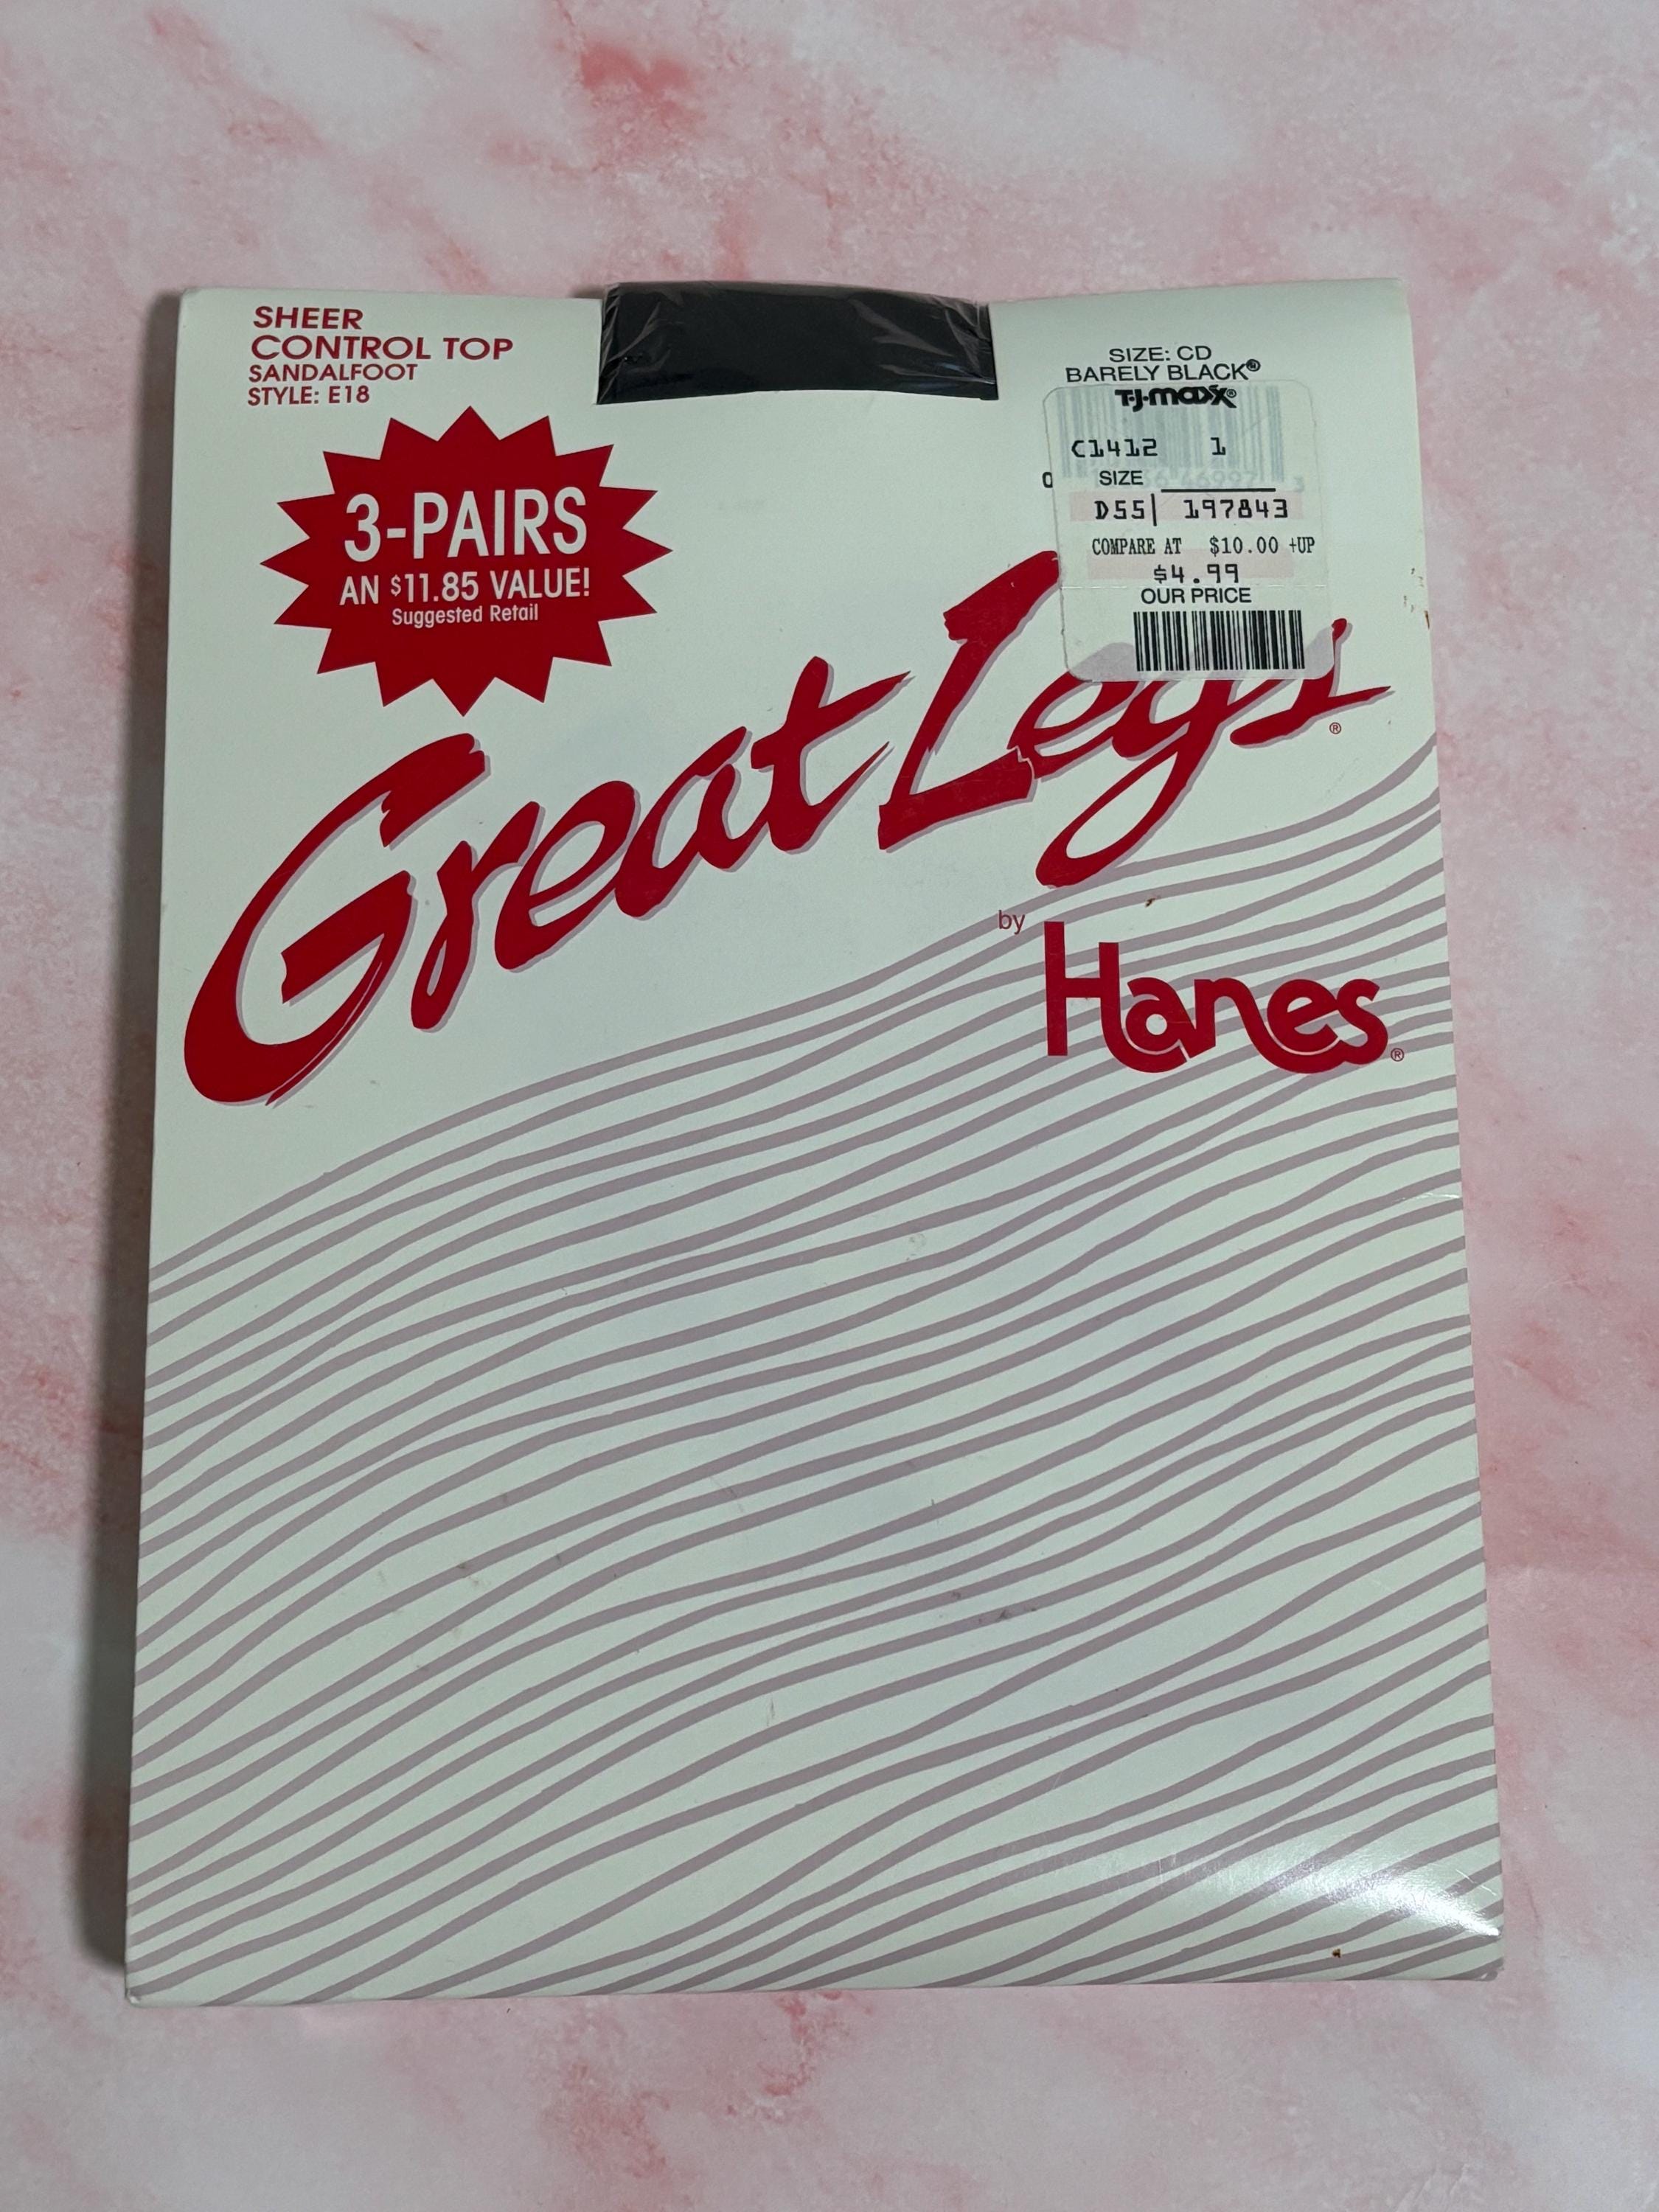 SHEER
CONTROL TOP
SANDALFOOT
STYLE: E18
3-PAIRS
AN $11.85 VALUE!
Suggested Retail
SIZE: CD
BARELY BLACK®
T·J·maxx®
C1412 1
SIZE
D55| 197843
COMPARE AT $10.00 +UP
$4.99
OUR PRICE
Great Legs®
by
Hanes®